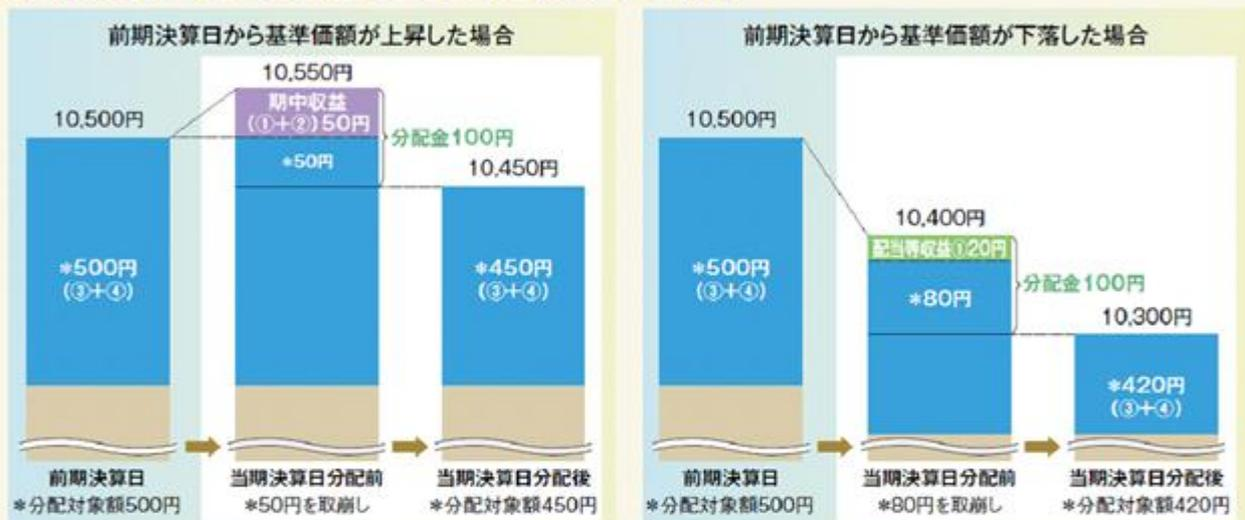 前期決算日から基準価額が上昇した場合
10,550円
期中収益
(①+②)50円
10,500円
分配金100円
*50円
10,450円
*500円
(③+④)
*450円
(③+④)
前期決算日
*分配対象額500円
当期決算日分配前
*50円を取崩し
当期決算日分配後
*分配対象額450円
前期決算日から基準価額が下落した場合
10,500円
10,400円
配当等収益①20円
*500円
(③+④)
*80円
分配金100円
10,300円
*420円
(③+④)
前期決算日
*分配対象額500円
当期決算日分配前
*80円を取崩し
当期決算日分配後
*分配対象額420円